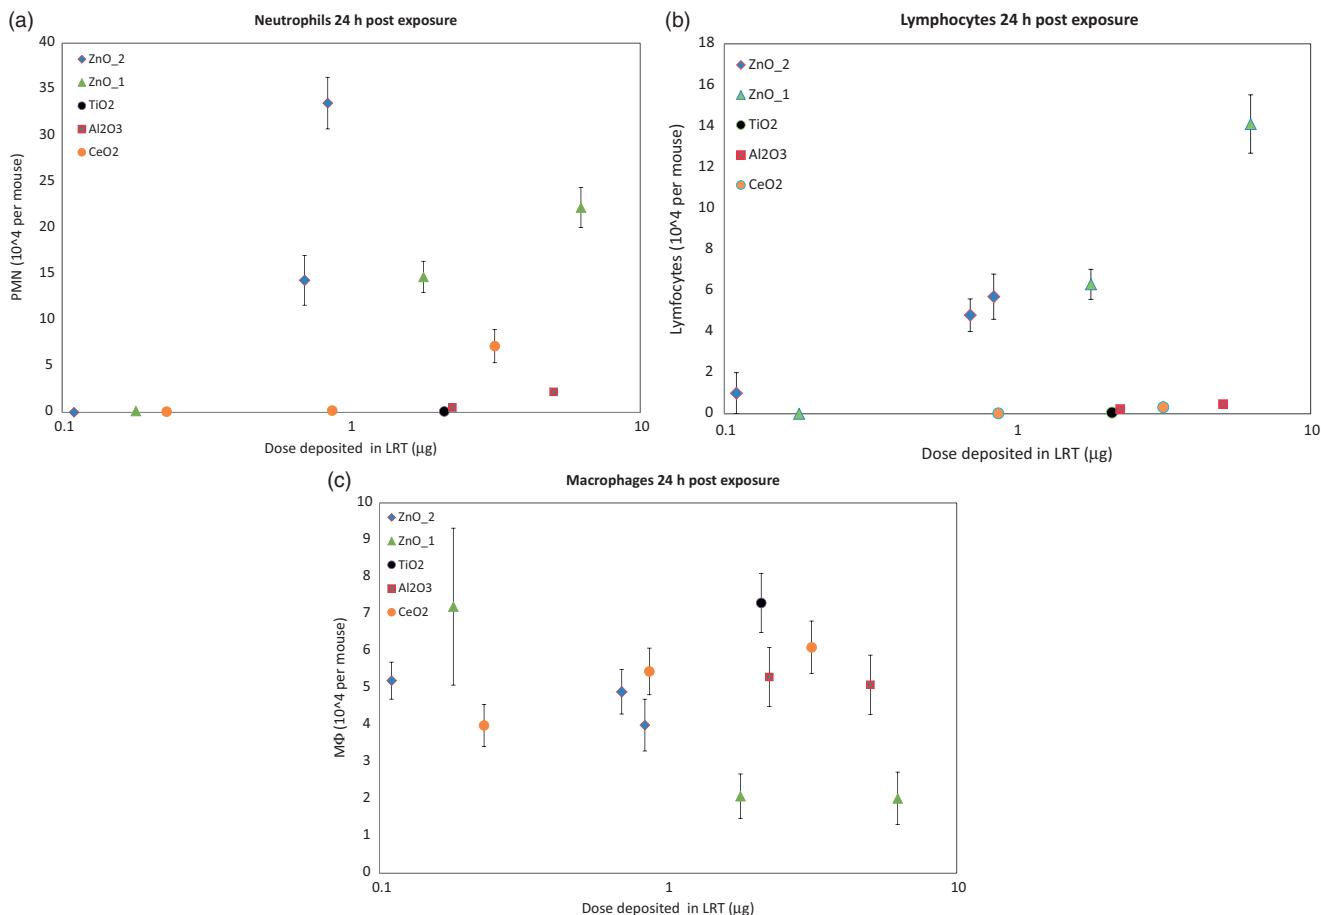 (a)
Neutrophils 24 h post exposure
40
35
30
25
20
15
10
5
0
PMN (10^4 per mouse)
ZnO_2
ZnO_1
TiO2
Al2O3
CeO2
0.1
1
10
Dose deposited in LRT (µg)
(b)
Lymphocytes 24 h post exposure
18
16
14
12
10
8
6
4
2
0
Lymfocytes (10^4 per mouse)
ZnO_2
ZnO_1
TiO2
Al2O3
CeO2
0.1
1
10
Dose deposited in LRT (µg)
(c)
Macrophages 24 h post exposure
10
9
8
7
6
5
4
3
2
1
0
MΦ (10^4 per mouse)
ZnO_2
ZnO_1
TiO2
Al2O3
CeO2
0.1
1
10
Dose deposited in LRT (µg)